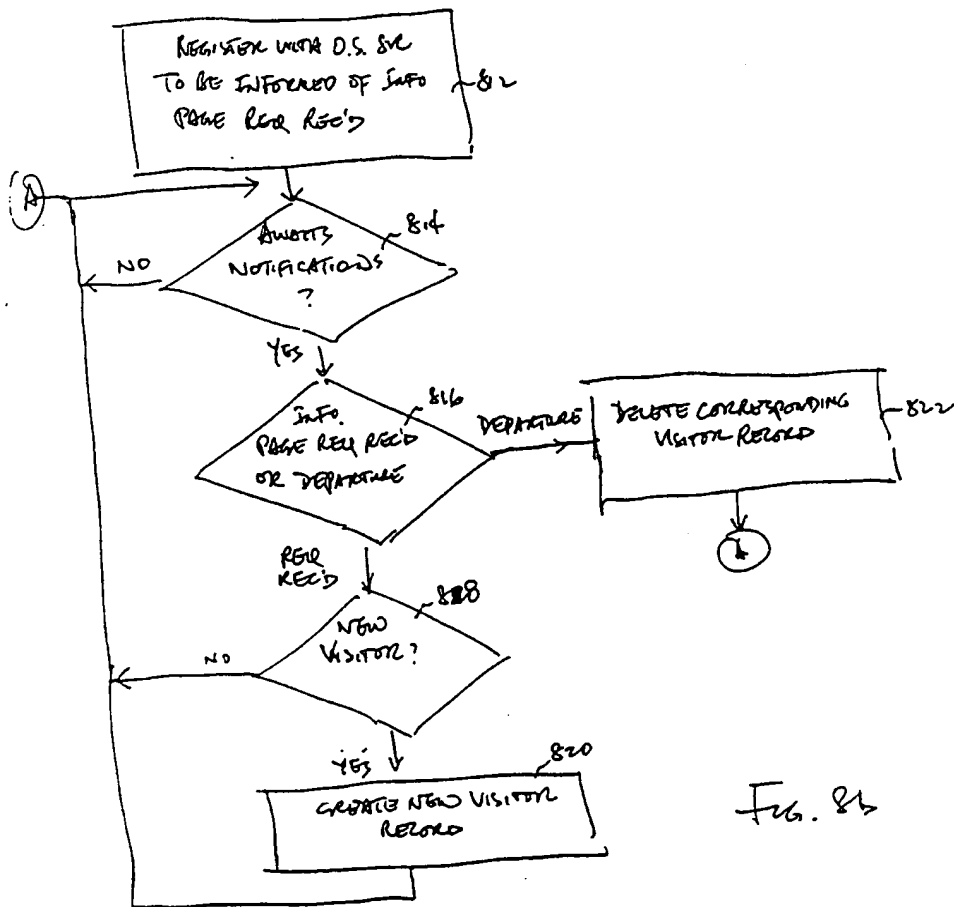 REGISTER WITH O.S. SVR
TO BE INFORMED OF INFO
PAGE REQ REC'D
812
A
AWAITS
NOTIFICATIONS
?
814
NO
YES
INFO.
PAGE REQ REC'D
OR DEPARTURE
816
DEPARTURE
DELETE CORRESPONDING
VISITOR RECORD
822
REQ
REC'D
NEW
VISITOR?
NO
YES
820
CREATE NEW VISITOR
RECORD
FIG. 8b